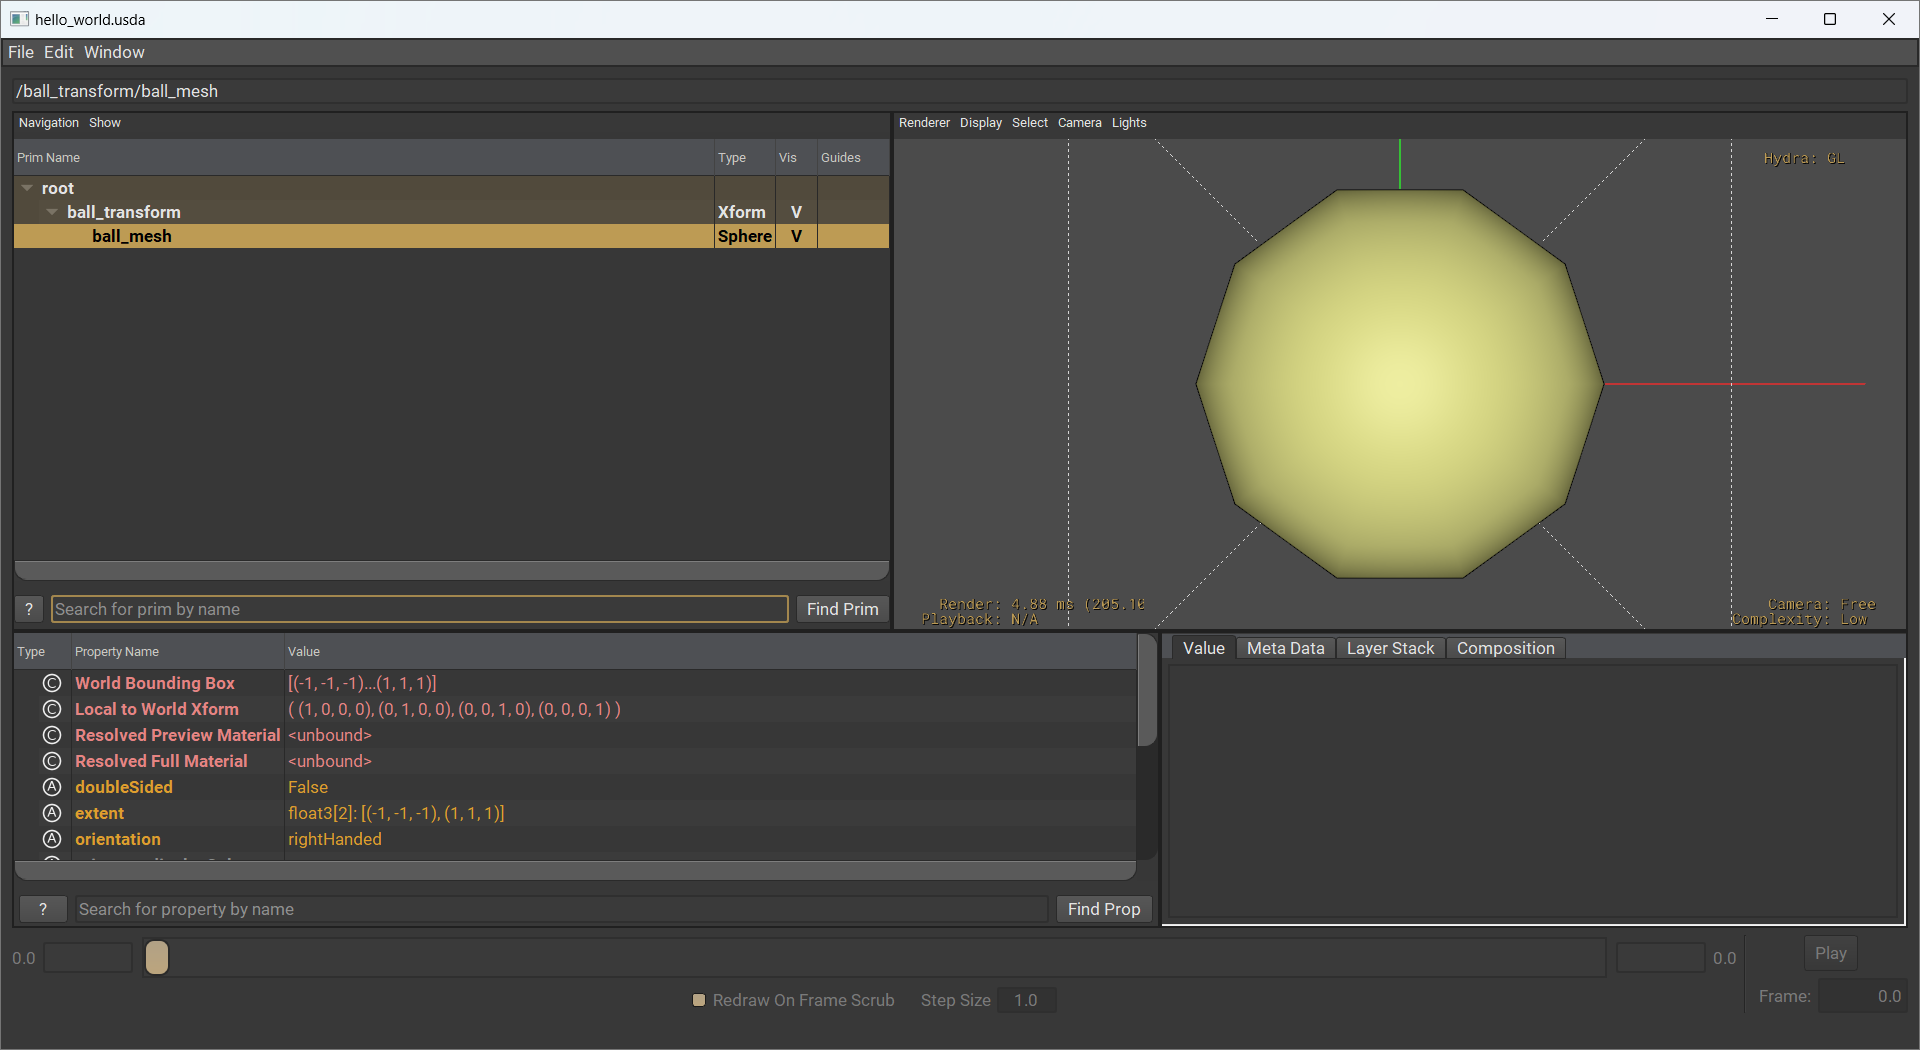 hello_world.usda
File Edit Window
/ball_transform/ball_mesh
Navigation Show
Prim Name Type Vis Guides
root
ball_transform Xform V
ball_mesh Sphere V
? Search for prim by name Find Prim
Renderer Display Select Camera Lights
Hydra: GL
Render: 4.88 ms (205.16
Playback: N/A
Camera: Free
Complexity: Low
Type Property Name Value
C World Bounding Box [(-1, -1, -1)...(1, 1, 1)]
C Local to World Xform ( (1, 0, 0, 0), (0, 1, 0, 0), (0, 0, 1, 0), (0, 0, 0, 1) )
C Resolved Preview Material <unbound>
C Resolved Full Material <unbound>
A doubleSided False
A extent float3[2]: [(-1, -1, -1), (1, 1, 1)]
A orientation rightHanded
? Search for property by name Find Prop
Value Meta Data Layer Stack Composition
0.0 0.0 Play
Redraw On Frame Scrub Step Size 1.0 Frame: 0.0